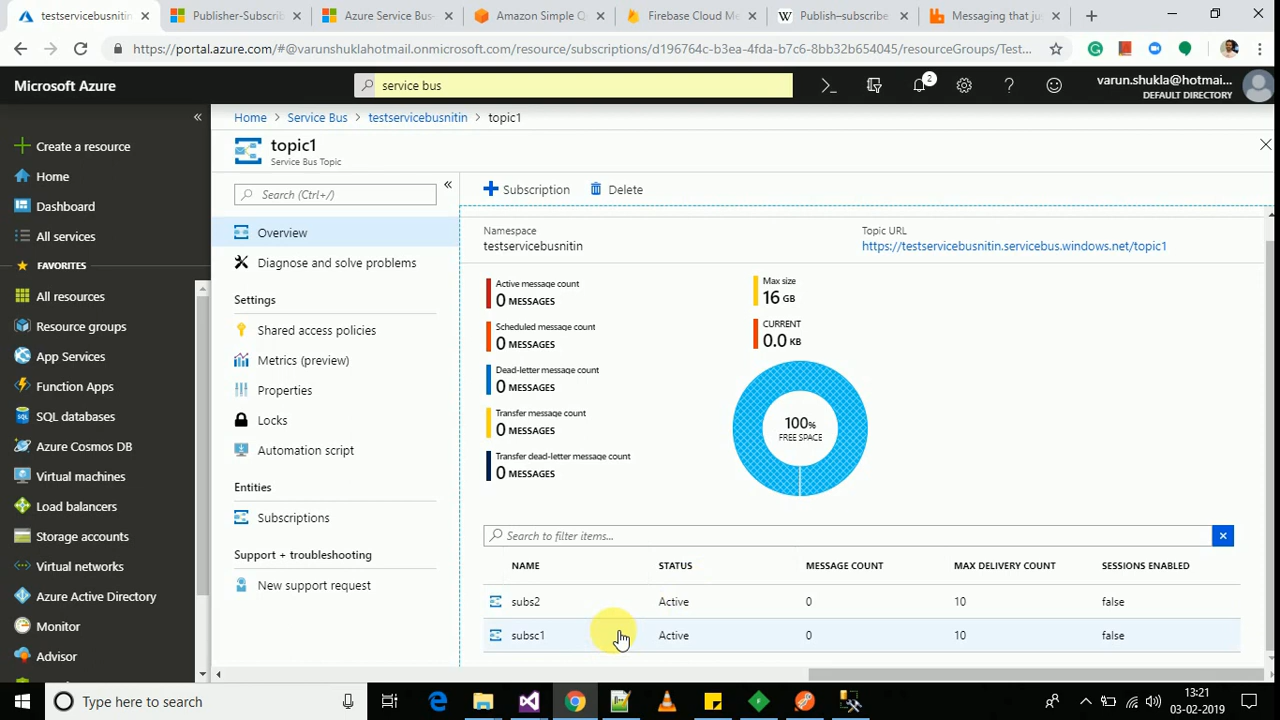 testservicebusnitin
Publisher-Subscrib
Azure Service Bus-
Amazon Simple Q
Firebase Cloud Me
Publish–subscribe
Messaging that jus
https://portal.azure.com/#@varunshuklahotmail.onmicrosoft.com/resource/subscriptions/d196764c-b3ea-4fda-b7c6-8bb32b654045/resourceGroups/Test...
Microsoft Azure
service bus
2
varun.shukla@hotmai...
DEFAULT DIRECTORY
Create a resource
Home
Dashboard
All services
FAVORITES
All resources
Resource groups
App Services
Function Apps
SQL databases
Azure Cosmos DB
Virtual machines
Load balancers
Storage accounts
Virtual networks
Azure Active Directory
Monitor
Advisor
Home > Service Bus > testservicebusnitin > topic1
topic1
Service Bus Topic
Search (Ctrl+/)
Overview
Diagnose and solve problems
Settings
Shared access policies
Metrics (preview)
Properties
Locks
Automation script
Entities
Subscriptions
Support + troubleshooting
New support request
Subscription
Delete
Namespace
testservicebusnitin
Topic URL
https://testservicebusnitin.servicebus.windows.net/topic1
Active message count
0 MESSAGES
Scheduled message count
0 MESSAGES
Dead-letter message count
0 MESSAGES
Transfer message count
0 MESSAGES
Transfer dead-letter message count
0 MESSAGES
Max size
16 GB
CURRENT
0.0 KB
100%
FREE SPACE
Search to filter items...
NAME STATUS MESSAGE COUNT MAX DELIVERY COUNT SESSIONS ENABLED
subs2 Active 0 10 false
subsc1 Active 0 10 false
Type here to search
13:21
03-02-2019